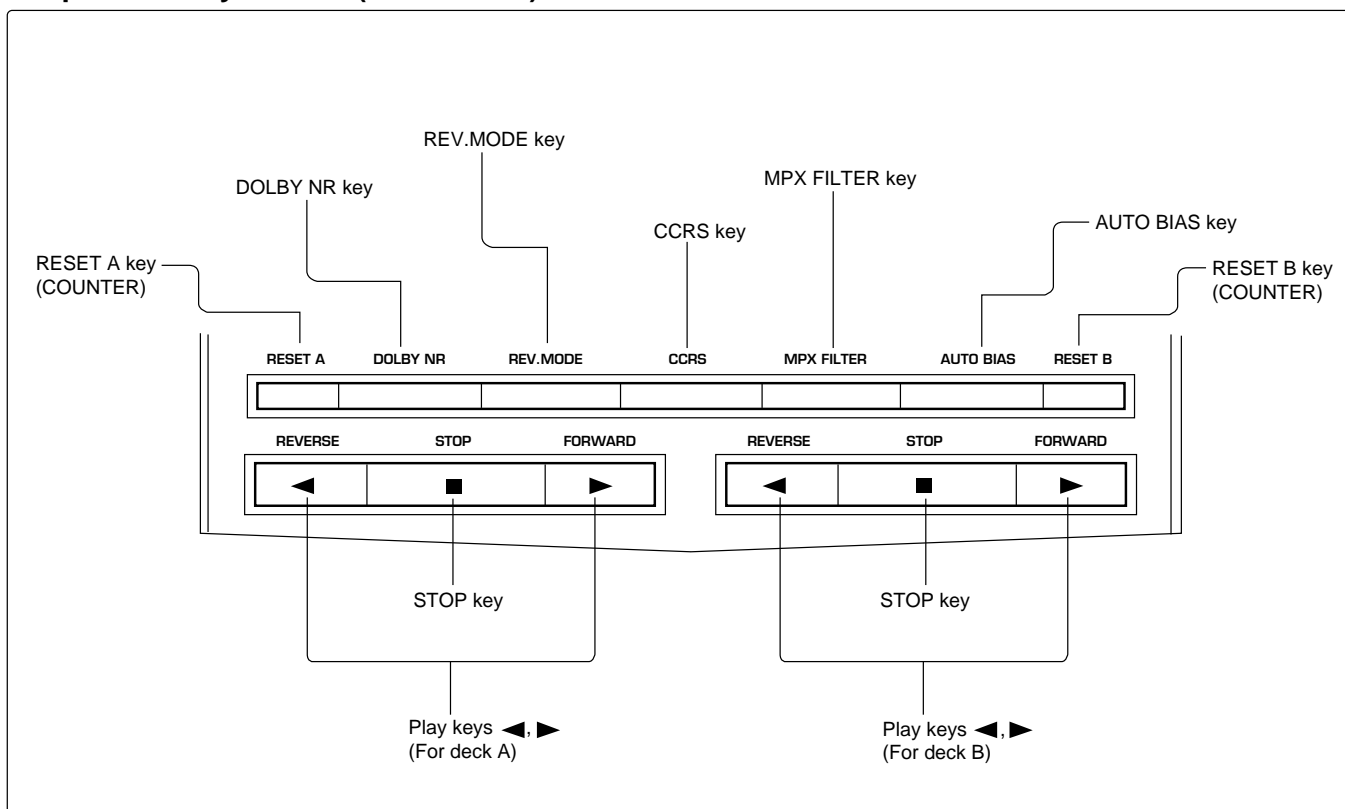 REV.MODE key
DOLBY NR key
MPX FILTER key
CCRS key
AUTO BIAS key
RESET A key
(COUNTER)
RESET B key
(COUNTER)
RESET A DOLBY NR REV.MODE CCRS MPX FILTER AUTO BIAS RESET B
REVERSE STOP FORWARD REVERSE STOP FORWARD
◀ ■ ▶ ◀ ■ ▶
STOP key
STOP key
Play keys ◀, ▶
(For deck A)
Play keys ◀, ▶
(For deck B)